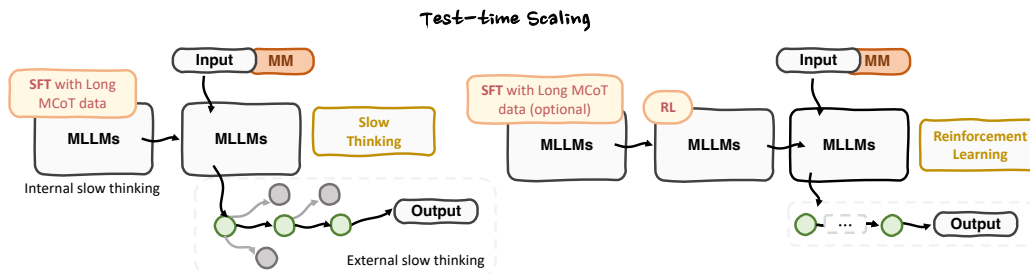 Test-time Scaling
Input
MM
SFT with Long
MCoT data
MLLMs
MLLMs
Slow
Thinking
Internal slow thinking
Output
External slow thinking
Input
MM
SFT with Long MCoT
data (optional)
RL
MLLMs
MLLMs
MLLMs
Reinforcement
Learning
...
Output